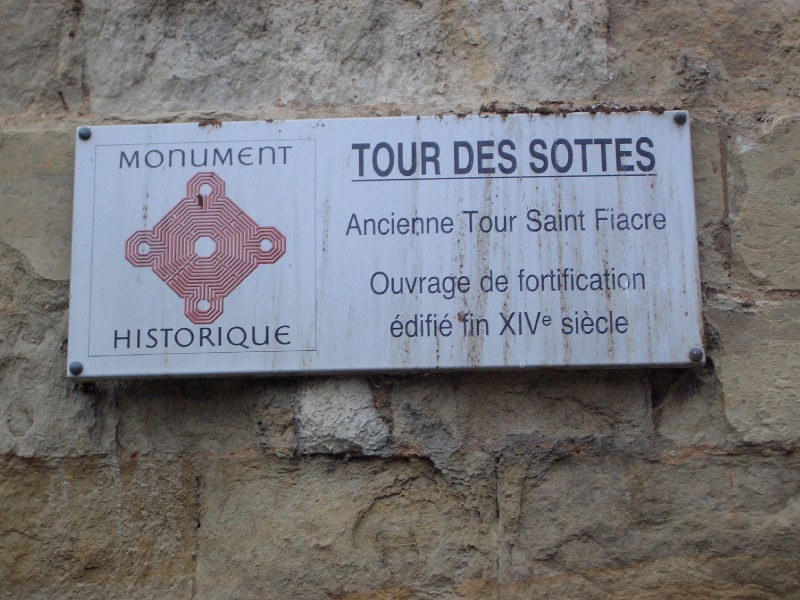 MONUMENT
HISTORIQUE
TOUR DES SOTTES
Ancienne Tour Saint Fiacre
Ouvrage de fortification
édifié fin XIVe siècle